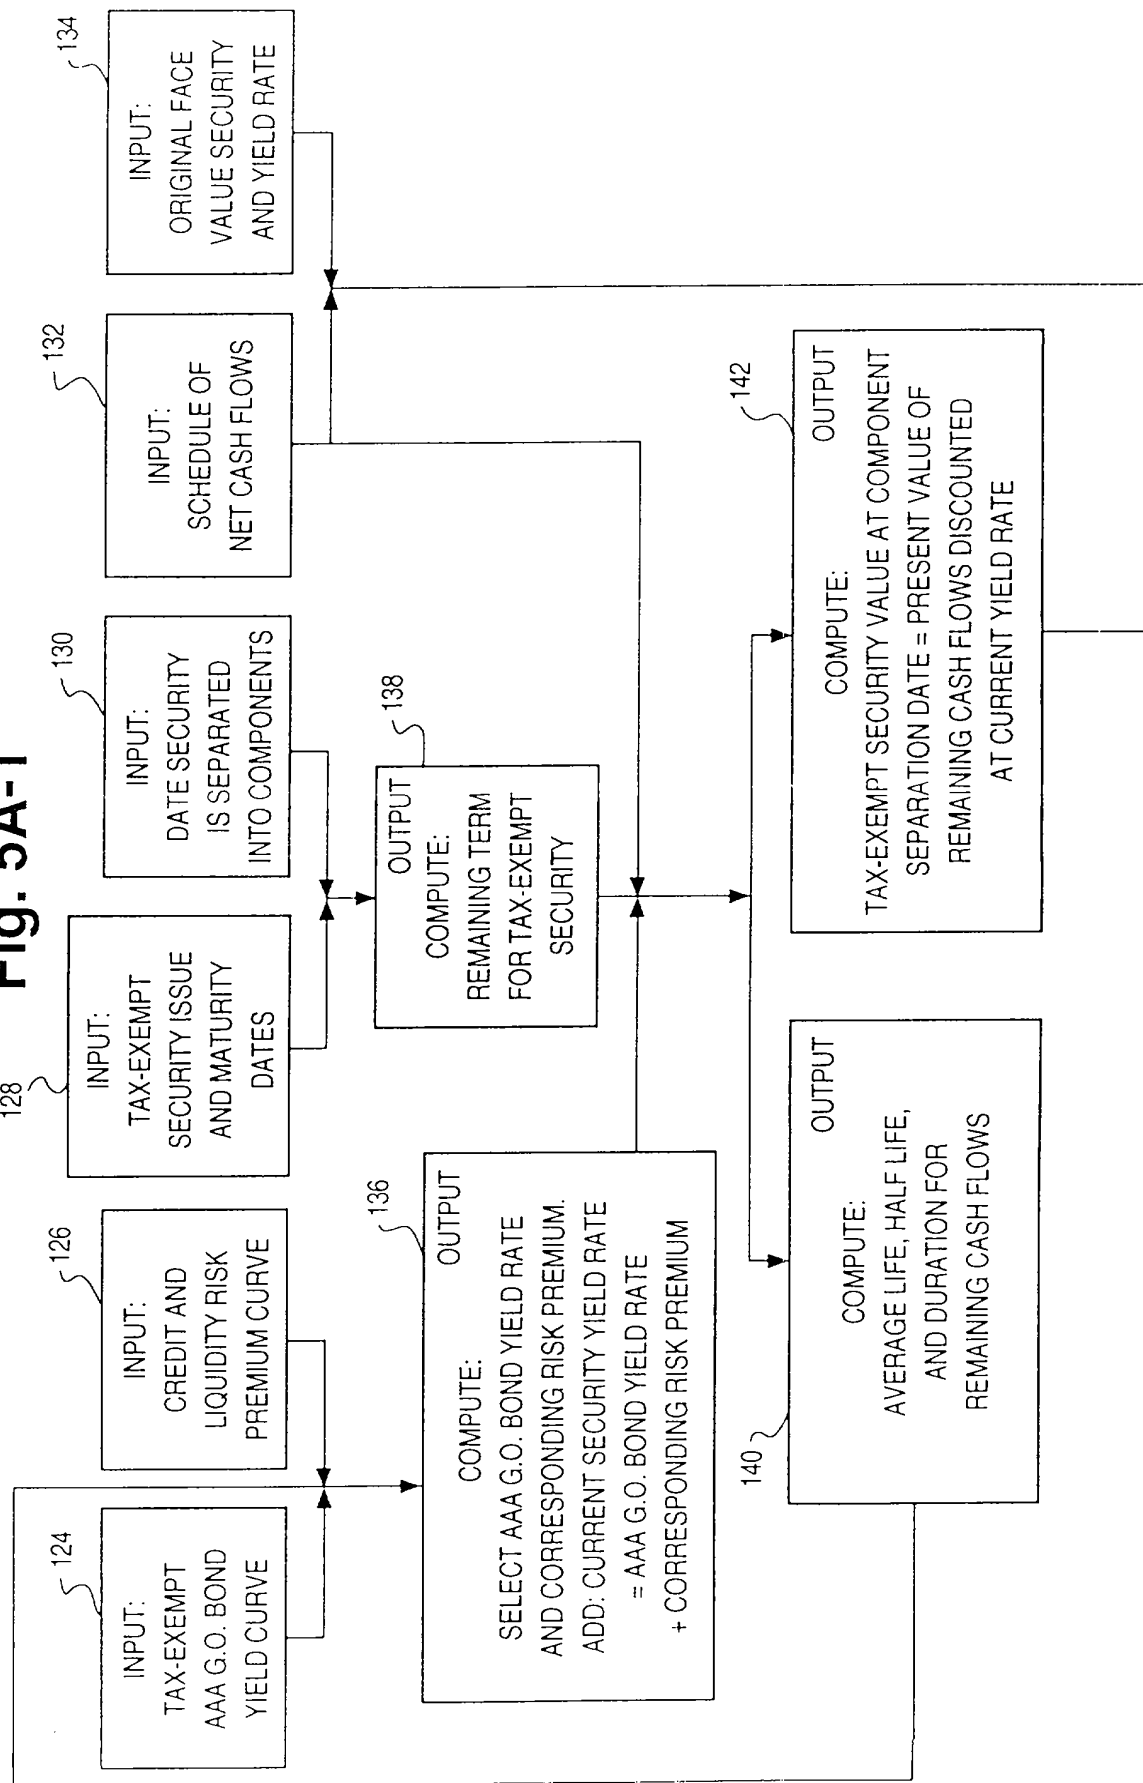 Fig. 5A-1
124
INPUT:
TAX-EXEMPT
AAA G.O. BOND
YIELD CURVE
126
INPUT:
CREDIT AND
LIQUIDITY RISK
PREMIUM CURVE
128
INPUT:
TAX-EXEMPT
SECURITY ISSUE
AND MATURITY
DATES
130
INPUT:
DATE SECURITY
IS SEPARATED
INTO COMPONENTS
132
INPUT:
SCHEDULE OF
NET CASH FLOWS
134
INPUT:
ORIGINAL FACE
VALUE SECURITY
AND YIELD RATE
136
OUTPUT
COMPUTE:
SELECT AAA G.O. BOND YIELD RATE
AND CORRESPONDING RISK PREMIUM.
ADD: CURRENT SECURITY YIELD RATE
= AAA G.O. BOND YIELD RATE
+ CORRESPONDING RISK PREMIUM
138
OUTPUT
COMPUTE:
REMAINING TERM
FOR TAX-EXEMPT
SECURITY
140
OUTPUT
COMPUTE:
AVERAGE LIFE, HALF LIFE,
AND DURATION FOR
REMAINING CASH FLOWS
142
OUTPUT
COMPUTE:
TAX-EXEMPT SECURITY VALUE AT COMPONENT
SEPARATION DATE = PRESENT VALUE OF
REMAINING CASH FLOWS DISCOUNTED
AT CURRENT YIELD RATE